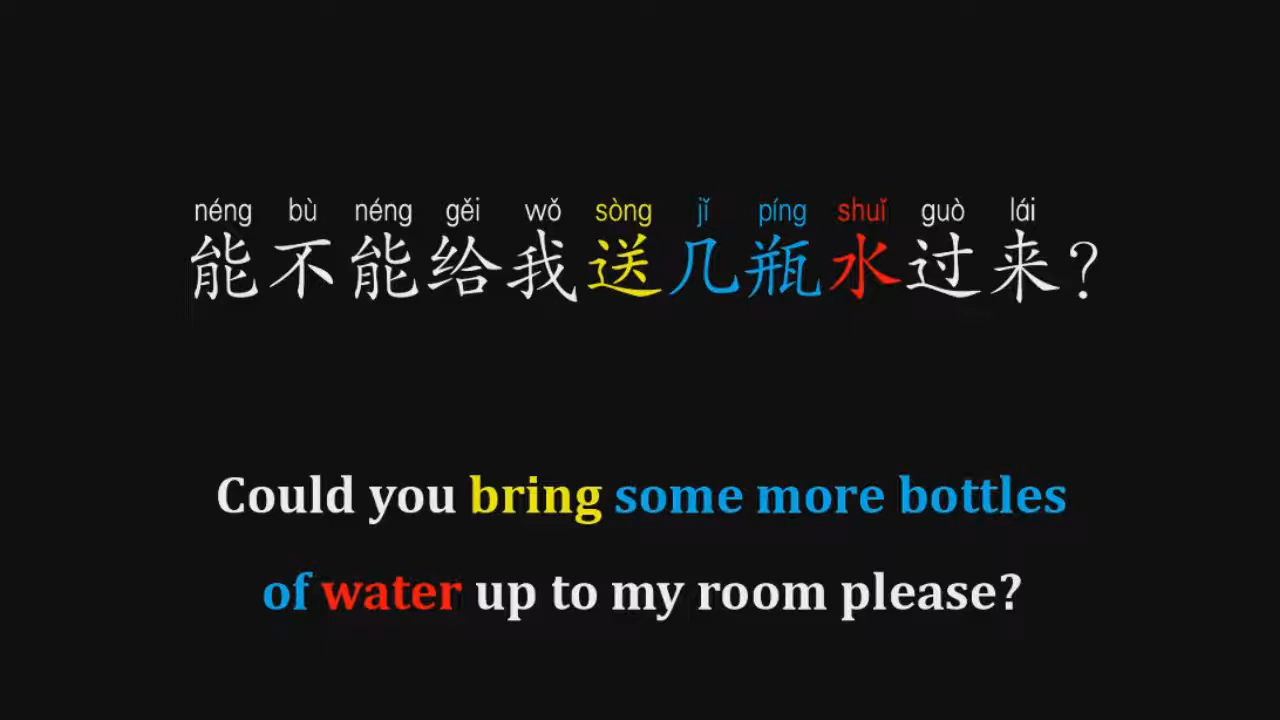 néng bù néng gěi wǒ sòng jǐ píng shuǐ guò lái
能不能给我送几瓶水过来?
Could you bring some more bottles
of water up to my room please?